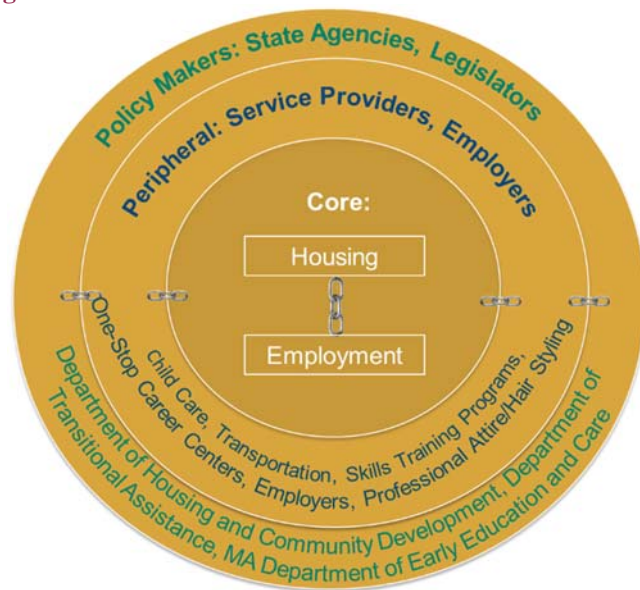 g
Policy Makers: State Agencies, Legislators
Peripheral: Service Providers, Employers
Core:
Housing
Employment
Child Care, Transportation, Skills Training Programs,
One-Stop Career Centers, Employers, Professional Attire/Hair Styling
Department of Housing and Community Development, Department of
Transitional Assistance, MA Department of Early Education and Care